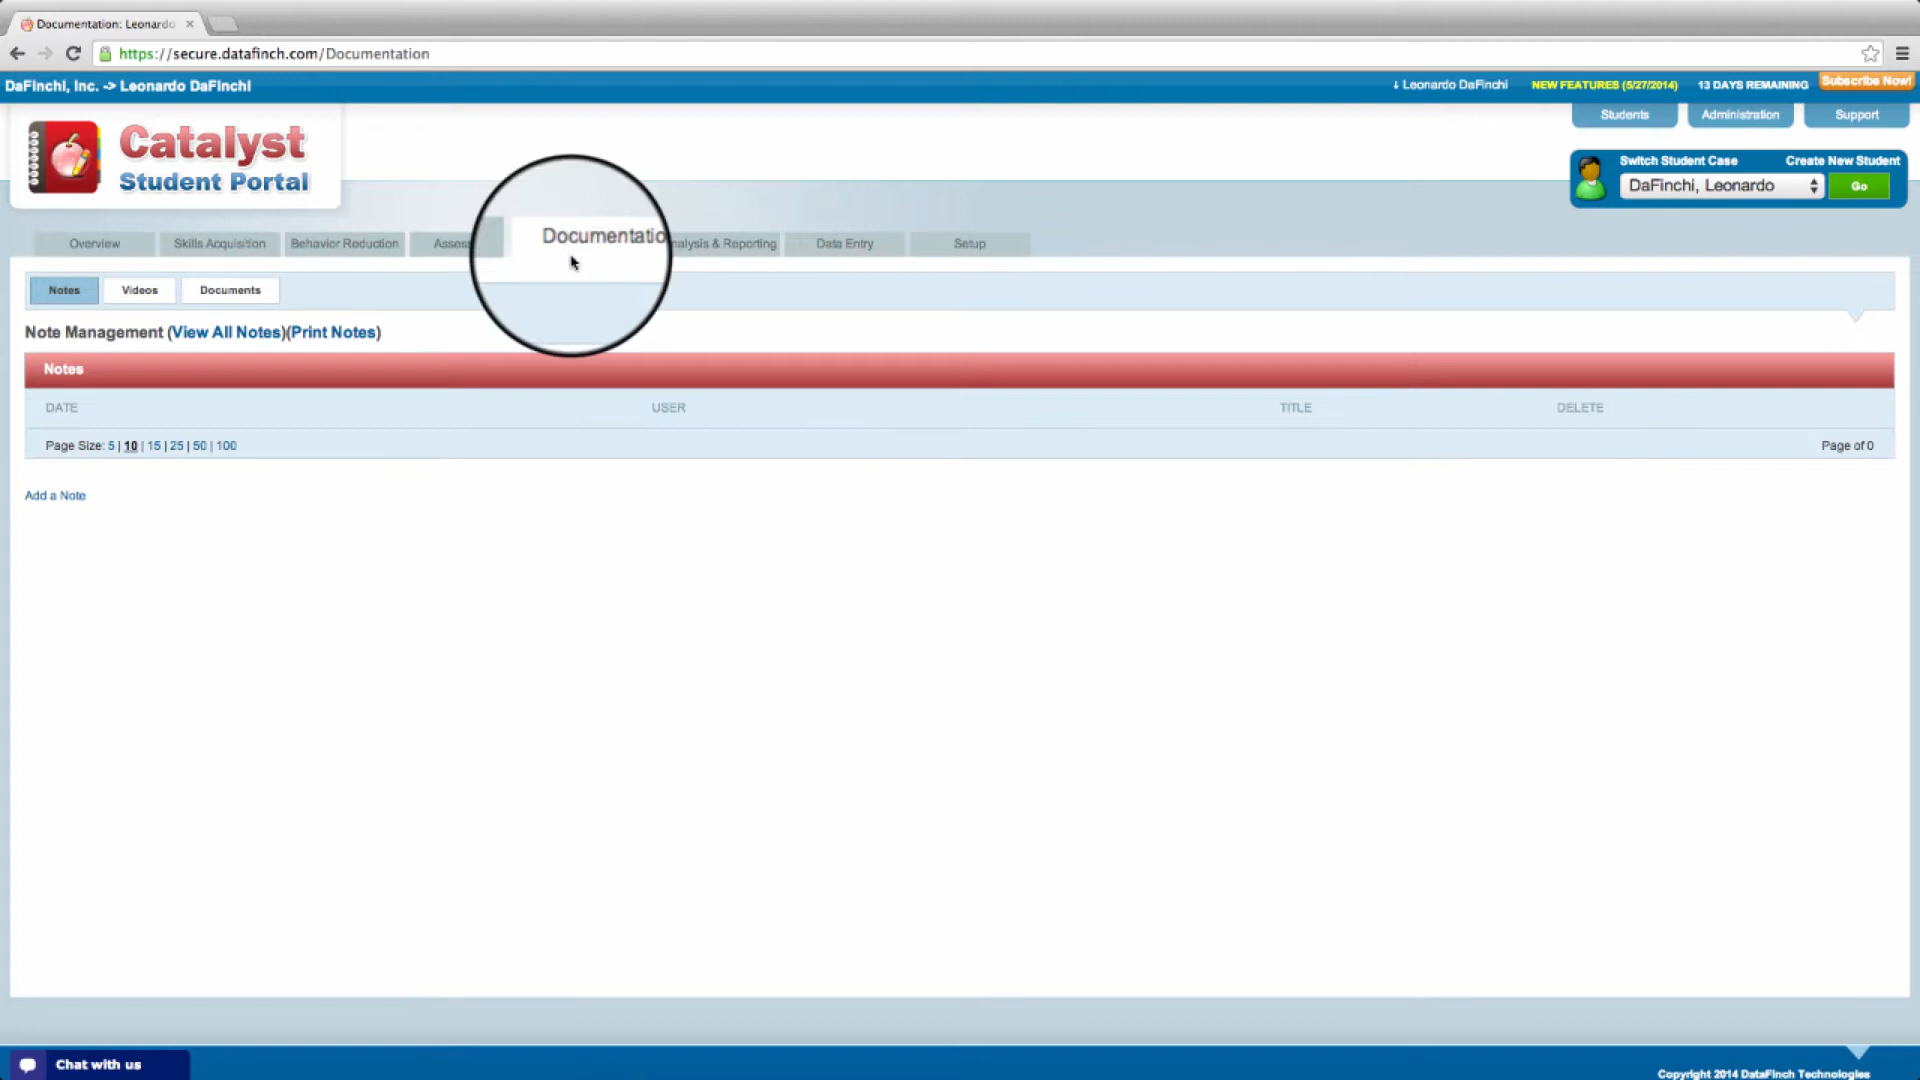 Documentation: Leonardo
https://secure.datafinch.com/Documentation
DaFinchi, Inc. -> Leonardo DaFinchi
Leonardo DaFinchi
NEW FEATURES (5/27/2014)
13 DAYS REMAINING
Subscribe Now!
Students
Administration
Support
Catalyst
Student Portal
Switch Student Case
Create New Student
DaFinchi, Leonardo
Go
Overview
Skills Acquisition
Behavior Reduction
Assess
Documentatio
nalysis & Reporting
Data Entry
Setup
Notes
Videos
Documents
Note Management (View All Notes)(Print Notes)
Notes
DATE
USER
TITLE
DELETE
Page Size: 5 | 10 | 15 | 25 | 50 | 100
Page of 0
Add a Note
Chat with us
Copyright 2014 DataFinch Technologies